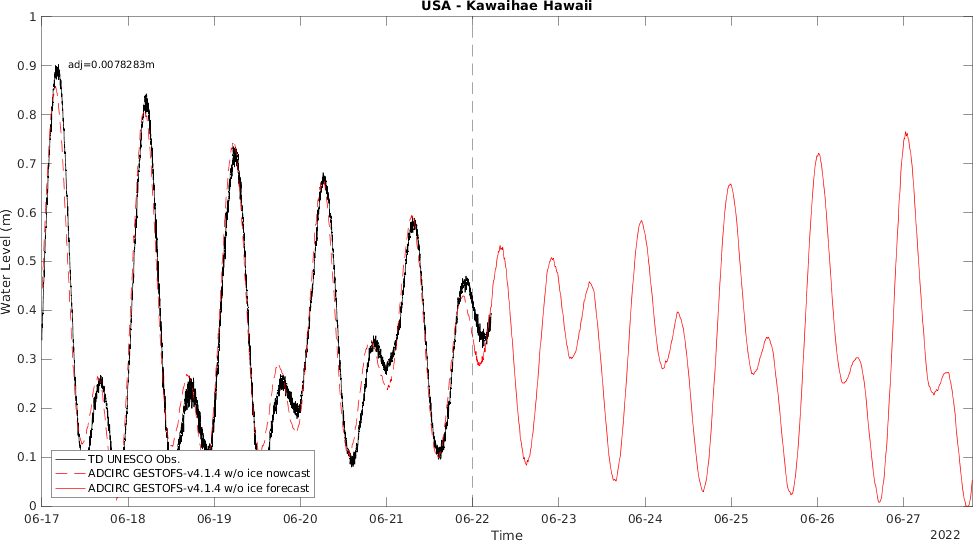 USA - Kawaihae Hawaii
adj=0.0078283m
1
0.9
0.8
0.7
0.6
0.5
0.4
0.3
0.2
0.1
0
Water Level (m)
TD UNESCO Obs.
ADCIRC GESTOFS-v4.1.4 w/o ice nowcast
ADCIRC GESTOFS-v4.1.4 w/o ice forecast
06-17 06-18 06-19 06-20 06-21 06-22 06-23 06-24 06-25 06-26 06-27
Time
2022